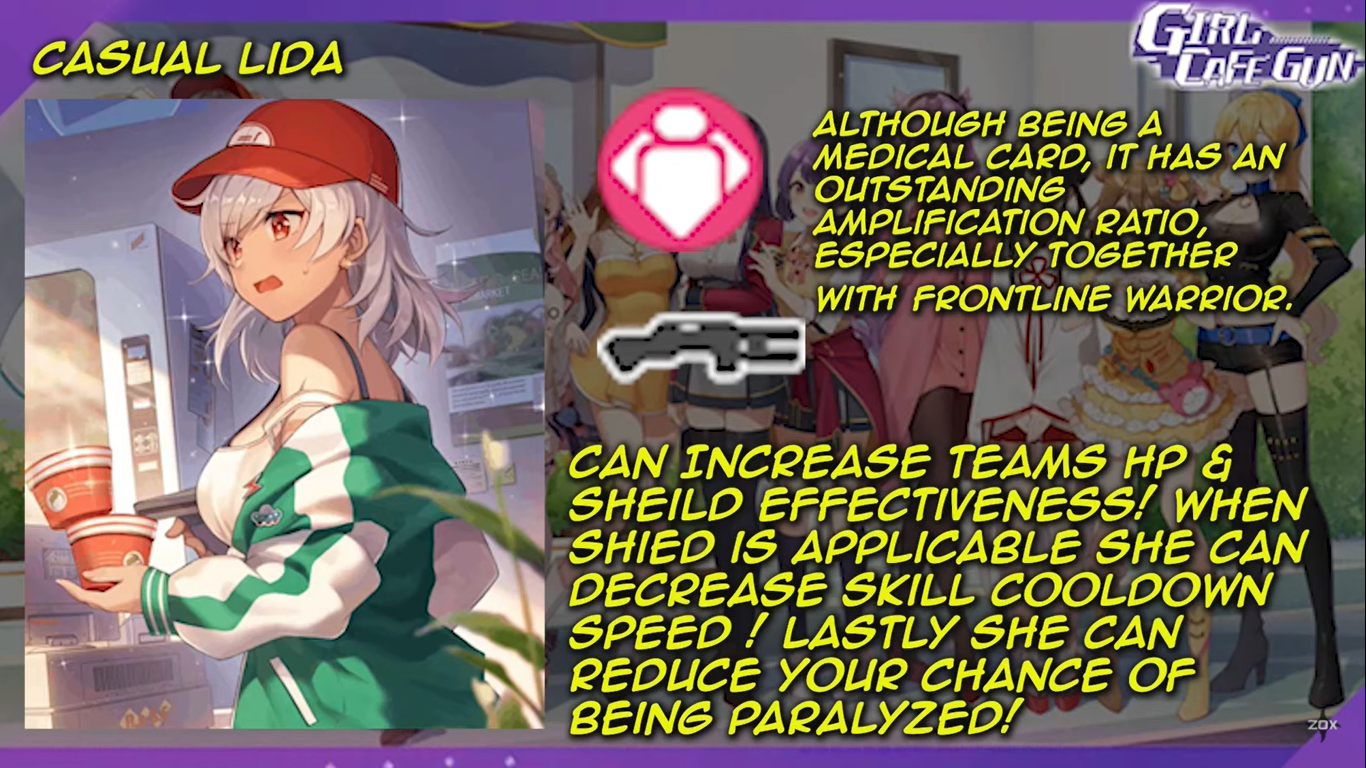 CASUAL LIDA
GIRL
CAFE GUN
ALTHOUGH BEING A
MEDICAL CARD, IT HAS AN
OUTSTANDING
AMPLIFICATION RATIO,
ESPECIALLY TOGETHER
WITH FRONTLINE WARRIOR.
MARKET
CAN INCREASE TEAMS HP &
SHEILD EFFECTIVENESS! WHEN
SHIED IS APPLICABLE SHE CAN
DECREASE SKILL COOLDOWN
SPEED ! LASTLY SHE CAN
REDUCE YOUR CHANCE OF
BEING PARALYZED!
ZOX